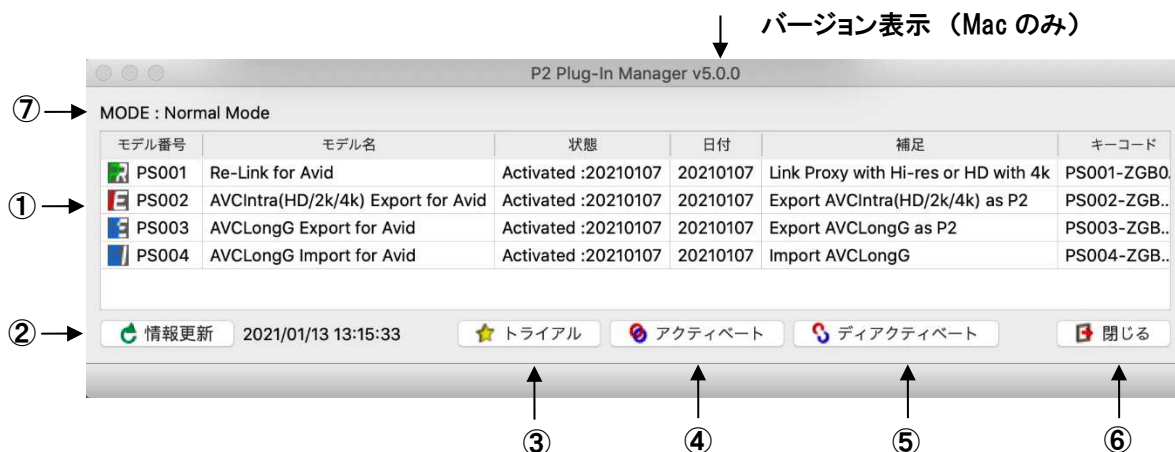 バージョン表示 （Mac のみ）
P2 Plug-In Manager v5.0.0
⑦ MODE : Normal Mode
モデル番号 モデル名 状態 日付 補足 キーコード
PS001 Re-Link for Avid Activated :20210107 20210107 Link Proxy with Hi-res or HD with 4k PS001-ZGB0.
① PS002 AVCIntra(HD/2k/4k) Export for Avid Activated :20210107 20210107 Export AVCIntra(HD/2k/4k) as P2 PS002-ZGB..
PS003 AVCLongG Export for Avid Activated :20210107 20210107 Export AVCLongG as P2 PS003-ZGB..
PS004 AVCLongG Import for Avid Activated :20210107 20210107 Import AVCLongG PS004-ZGB..
② 情報更新 2021/01/13 13:15:33 トライアル アクティベート ディアクティベート 閉じる
③ ④ ⑤ ⑥